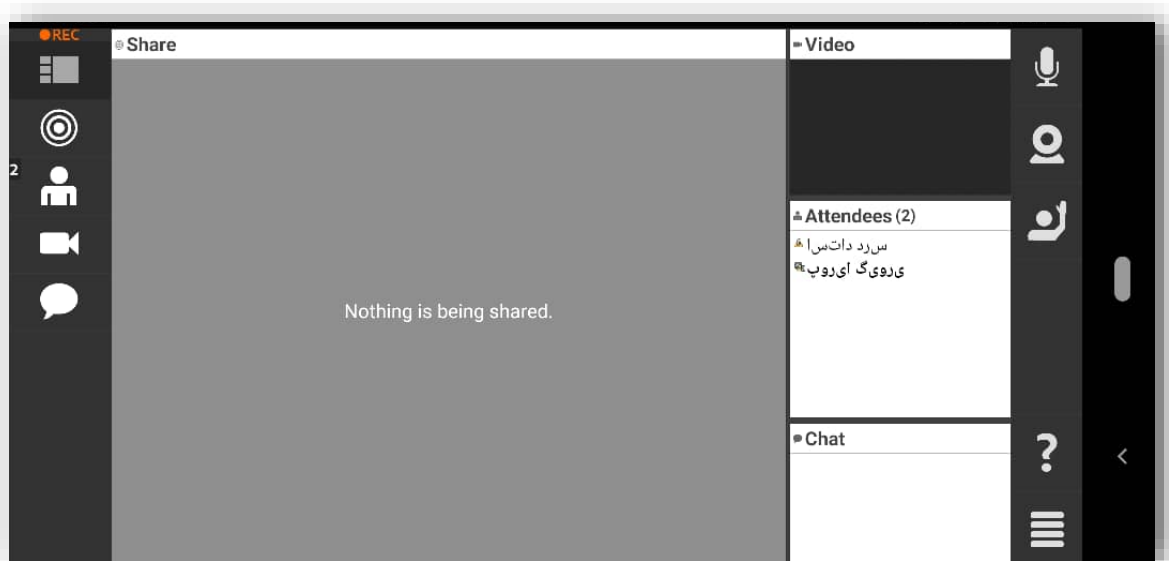 REC
Share
Video
2
Attendees (2)
سرد داتسا
یرویگ ایروپ
Nothing is being shared.
Chat
?